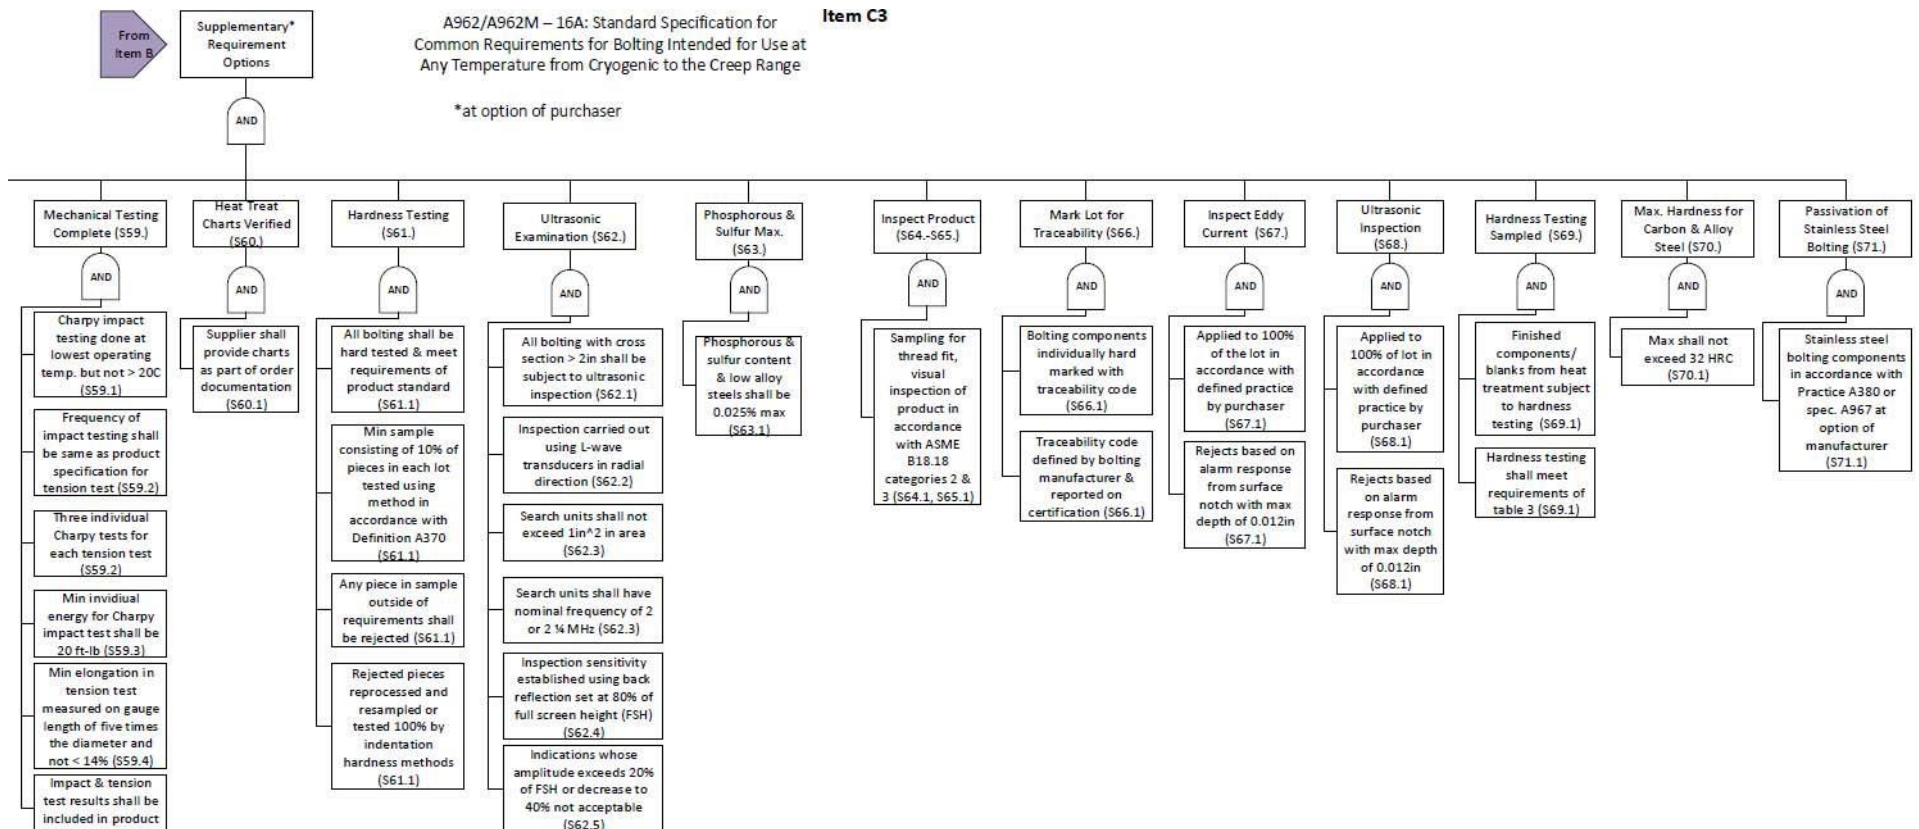 Item C3
From
Item B
Supplementary*
Requirement
Options
A962/A962M – 16A: Standard Specification for
Common Requirements for Bolting Intended for Use at
Any Temperature from Cryogenic to the Creep Range
*at option of purchaser
AND
Mechanical Testing
Complete (S59.)
AND
Charpy impact
testing done at
lowest operating
temp. but not > 20C
(S59.1)
Frequency of
impact testing shall
be same as product
specification for
tension test (S59.2)
Three individual
Charpy tests for
each tension test
(S59.2)
Min invidiual
energy for Charpy
impact test shall be
20 ft-lb (S59.3)
Min elongation in
tension test
measured on gauge
length of five times
the diameter and
not < 14% (S59.4)
Impact & tension
test results shall be
included in product
Heat Treat
Charts Verified
(S60.)
AND
Supplier shall
provide charts
as part of order
documentation
(S60.1)
Hardness Testing
(S61.)
AND
All bolting shall be
hard tested & meet
requirements of
product standard
(S61.1)
Min sample
consisting of 10% of
pieces in each lot
tested using
method in
accordance with
Definition A370
(S61.1)
Any piece in sample
outside of
requirements shall
be rejected (S61.1)
Rejected pieces
reprocessed and
resampled or
tested 100% by
indentation
hardness methods
(S61.1)
Ultrasonic
Examination (S62.)
AND
All bolting with cross
section > 2in shall be
subject to ultrasonic
inspection (S62.1)
Inspection carried out
using L-wave
transducers in radial
direction (S62.2)
Search units shall not
exceed 1in^2 in area
(S62.3)
Search units shall have
nominal frequency of 2
or 2 ¼ MHz (S62.3)
Inspection sensitivity
established using back
reflection set at 80% of
full screen height (FSH)
(S62.4)
Indications whose
amplitude exceeds 20%
of FSH or decrease to
40% not acceptable
(S62.5)
Phosphorous &
Sulfur Max.
(S63.)
AND
Phosphorous &
sulfur content
& low alloy
steels shall be
0.025% max
(S63.1)
Inspect Product
(S64.-S65.)
AND
Sampling for
thread fit,
visual
inspection of
product in
accordance
with ASME
B18.18
categories 2 &
3 (S64.1, S65.1)
Mark Lot for
Traceability (S66.)
AND
Bolting components
individually hard
marked with
traceability code
(S66.1)
Traceability code
defined by bolting
manufacturer &
reported on
certification (S66.1)
Inspect Eddy
Current (S67.)
AND
Applied to 100%
of the lot in
accordance with
defined practice
by purchaser
(S67.1)
Rejects based on
alarm response
from surface
notch with max
depth of 0.012in
(S67.1)
Ultrasonic
Inspection
(S68.)
AND
Applied to
100% of lot in
accordance
with defined
practice by
purchaser
(S68.1)
Rejects based
on alarm
response from
surface notch
with max depth
of 0.012in
(S68.1)
Hardness Testing
Sampled (S69.)
AND
Finished
components/
blanks from heat
treatment subject
to hardness
testing (S69.1)
Hardness testing
shall meet
requirements of
table 3 (S69.1)
Max. Hardness for
Carbon & Alloy
Steel (S70.)
AND
Max shall not
exceed 32 HRC
(S70.1)
Passivation of
Stainless Steel
Bolting (S71.)
AND
Stainless steel
bolting components
in accordance with
Practice A380 or
spec. A967 at
option of
manufacturer
(S71.1)